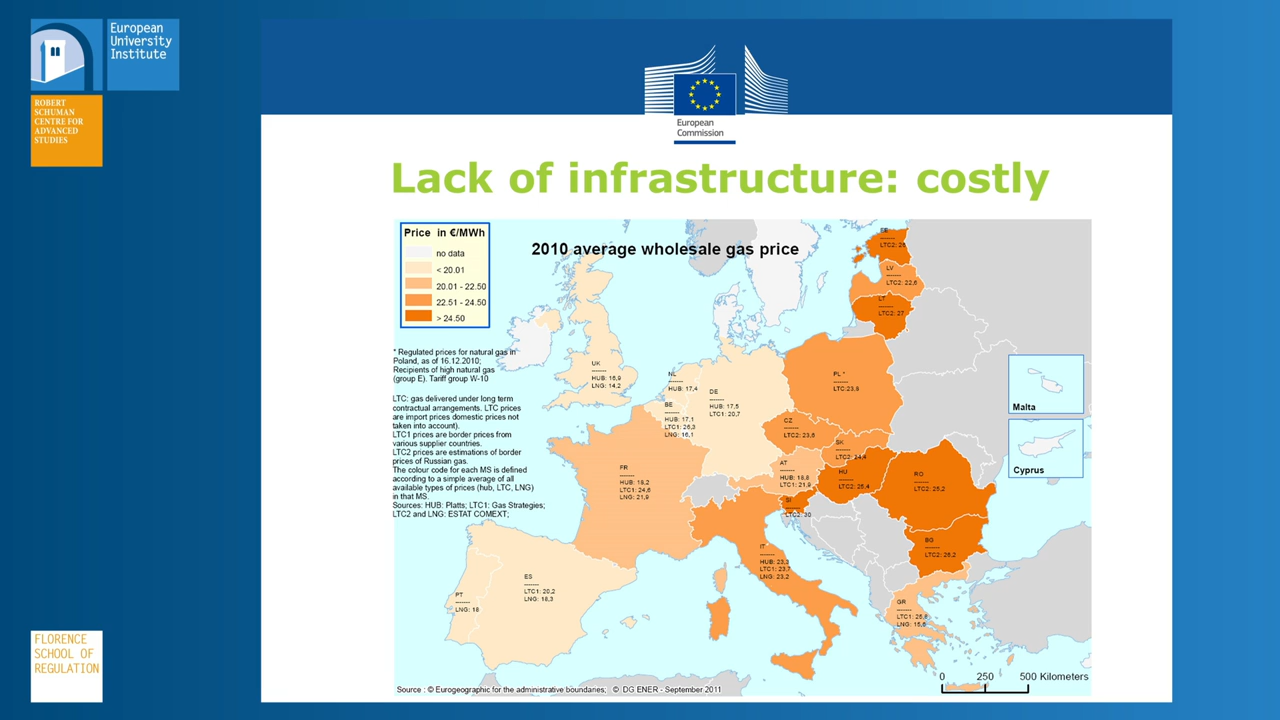 European
University
Institute
ROBERT
SCHUMAN
CENTRE FOR
ADVANCED
STUDIES
FLORENCE
SCHOOL OF
REGULATION
European
Commission
Lack of infrastructure: costly
Price in €/MWh
no data
< 20.01
20.01 - 22.50
22.51 - 24.50
> 24.50
2010 average wholesale gas price
* Regulated prices for natural gas in
Poland, as of 16.12.2010;
Recipients of high natural gas
(group E). Tariff group W-10
LTC: gas delivered under long term
contractual arrangements. LTC prices
are import prices domestic prices not
taken into account).
LTC1 prices are border prices from
various supplier countries.
LTC2 prices are estimations of border
prices of Russian gas.
The colour code for each MS is defined
according to a simple average of all
available types of prices (hub, LTC, LNG)
in that MS.
Sources: HUB: Platts; LTC1: Gas Strategies;
LTC2 and LNG: ESTAT COMEXT;
EE
-------
LTC2: 25
LV
-------
LTC2: 22,6
LT
-------
LTC2: 27
UK
-------
HUB: 16,9
LNG: 14,2
NL
-------
HUB: 17,4
BE
-------
HUB: 17,1
LTC1: 26,3
LNG: 16,1
DE
-------
HUB: 17,5
LTC1: 20,7
PL *
-------
LTC:23,9
CZ
-------
LTC2: 23,6
SK
-------
LTC2: 24,4
AT
-------
HUB: 18,8
LTC1: 21,9
HU
-------
LTC2: 25,4
RO
-------
LTC2: 25,2
SI
-------
LTC2: 30
BG
-------
LTC2: 26,2
FR
-------
HUB: 18,2
LTC1: 24,6
LNG: 21,9
IT
-------
HUB: 23,3
LTC1: 23,7
LNG: 23,2
ES
-------
LTC1: 20,2
LNG: 18,3
PT
-------
LNG: 18
GR
-------
LTC1: 25,8
LNG: 15,6
Malta
Cyprus
0 250 500 Kilometers
Source : © Eurogeographic for the administrative boundaries; © DG ENER - September 2011